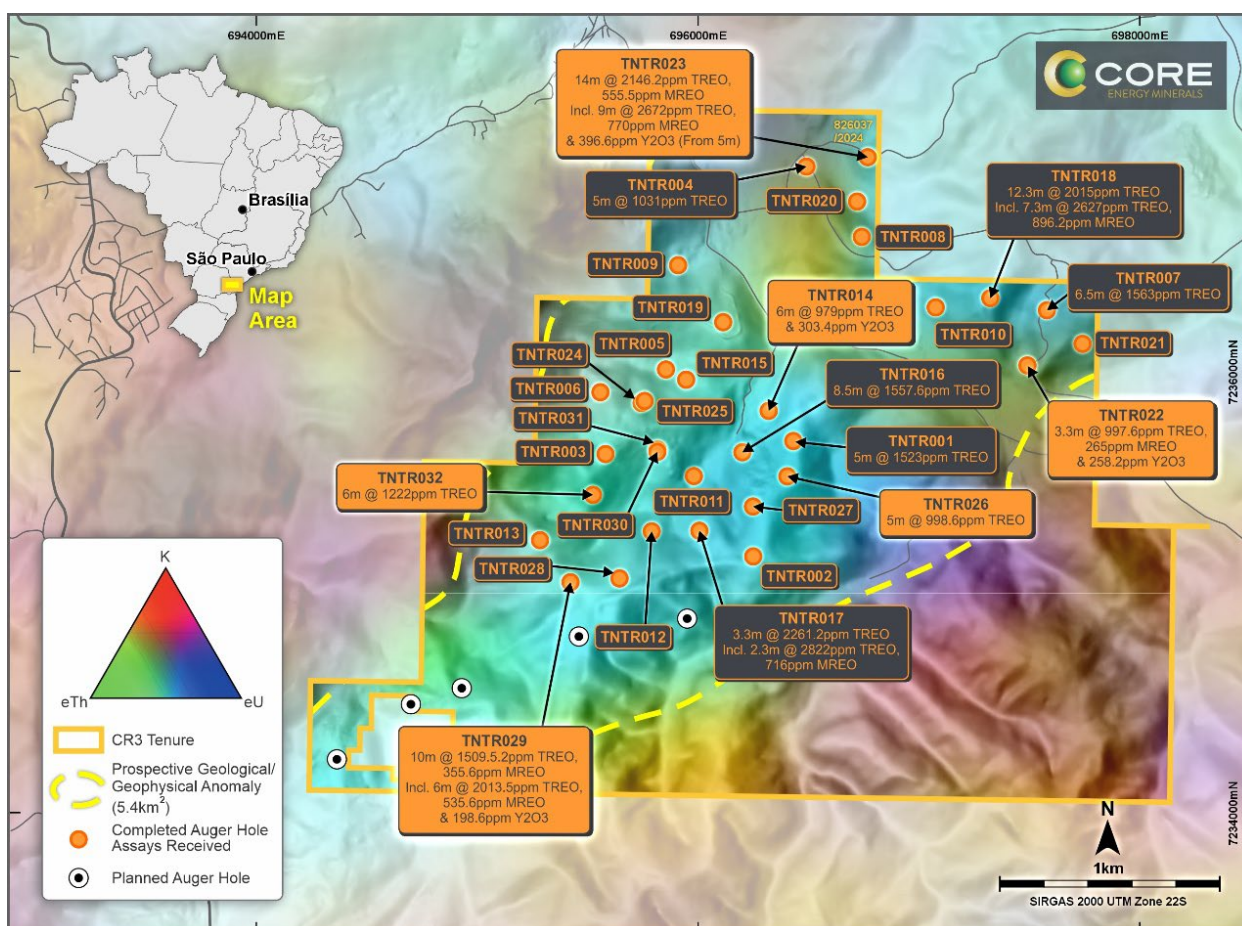 694000mE
696000mE
698000mE
CORE
ENERGY MINERALS
Brasília
São Paulo
Map
Area
TNTR023
14m @ 2146.2ppm TREO,
555.5ppm MREO
Incl. 9m @ 2672ppm TREO,
770ppm MREO
& 396.6ppm Y2O3 (From 5m)
826037
/2024
TNTR004
5m @ 1031ppm TREO
TNTR020
TNTR008
TNTR018
12.3m @ 2015ppm TREO
Incl. 7.3m @ 2627ppm TREO,
896.2ppm MREO
TNTR009
TNTR007
6.5m @ 1563ppm TREO
TNTR014
6m @ 979ppm TREO
& 303.4ppm Y2O3
TNTR019
TNTR010
TNTR021
TNTR005
TNTR024
TNTR015
TNTR016
8.5m @ 1557.6ppm TREO
TNTR006
TNTR025
TNTR031
TNTR022
3.3m @ 997.6ppm TREO,
265ppm MREO
& 258.2ppm Y2O3
TNTR003
TNTR001
5m @ 1523ppm TREO
TNTR032
6m @ 1222ppm TREO
TNTR011
TNTR026
5m @ 998.6ppm TREO
TNTR027
TNTR030
TNTR013
TNTR028
TNTR002
TNTR012
TNTR017
3.3m @ 2261.2ppm TREO
Incl. 2.3m @ 2822ppm TREO,
716ppm MREO
TNTR029
10m @ 1509.5.2ppm TREO,
355.6ppm MREO
Incl. 6m @ 2013.5ppm TREO,
535.6ppm MREO
& 198.6ppm Y2O3
7236000mN
7234000mN
K
eTh
eU
CR3 Tenure
Prospective Geological/
Geophysical Anomaly
(5.4km²)
Completed Auger Hole
Assays Received
Planned Auger Hole
N
1km
SIRGAS 2000 UTM Zone 22S